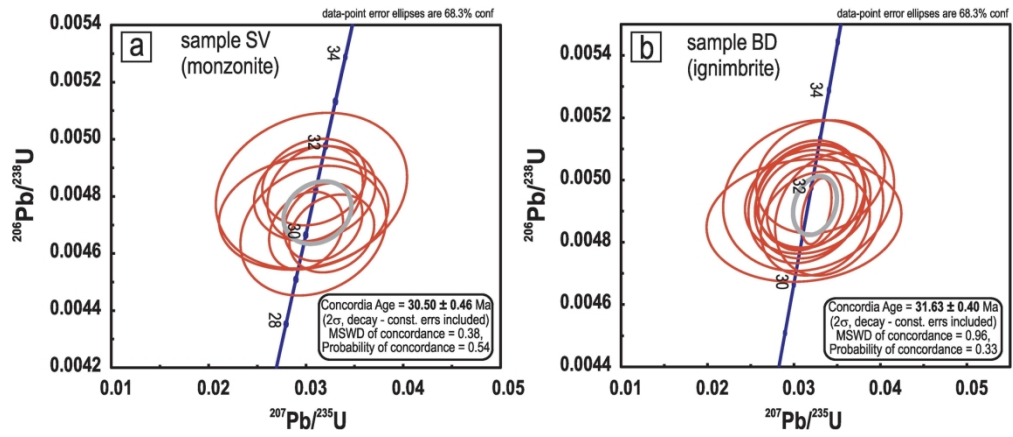 data-point error ellipses are 68.3% conf
a
sample SV
(monzonite)
0.0054
0.0052
0.0050
0.0048
0.0046
0.0044
0.0042
206Pb/238U
34
32
30
28
Concordia Age = 30.50 ± 0.46 Ma
(2σ, decay - const. errs included)
MSWD of concordance = 0.38,
Probability of concordance = 0.54
0.01 0.02 0.03 0.04 0.05
207Pb/235U
data-point error ellipses are 68.3% conf
b
sample BD
(ignimbrite)
0.0054
0.0052
0.0050
0.0048
0.0046
0.0044
206Pb/238U
34
32
30
Concordia Age = 31.63 ± 0.40 Ma
(2σ, decay - const. errs included)
MSWD of concordance = 0.96,
Probability of concordance = 0.33
0.01 0.02 0.03 0.04 0.05
207Pb/235U